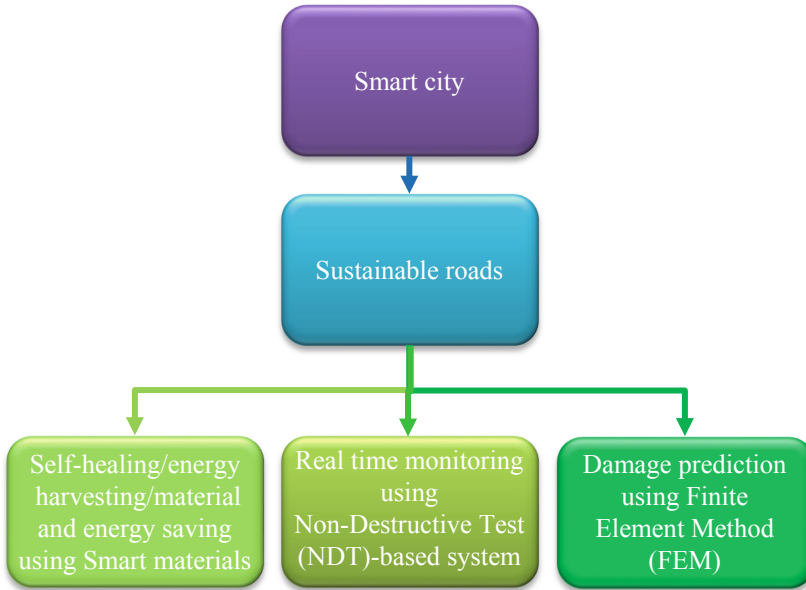 Smart city
Sustainable roads
Self-healing/energy
harvesting/material
and energy saving
using Smart materials
Real time monitoring
using
Non-Destructive Test
(NDT)-based system
Damage prediction
using Finite
Element Method
(FEM)